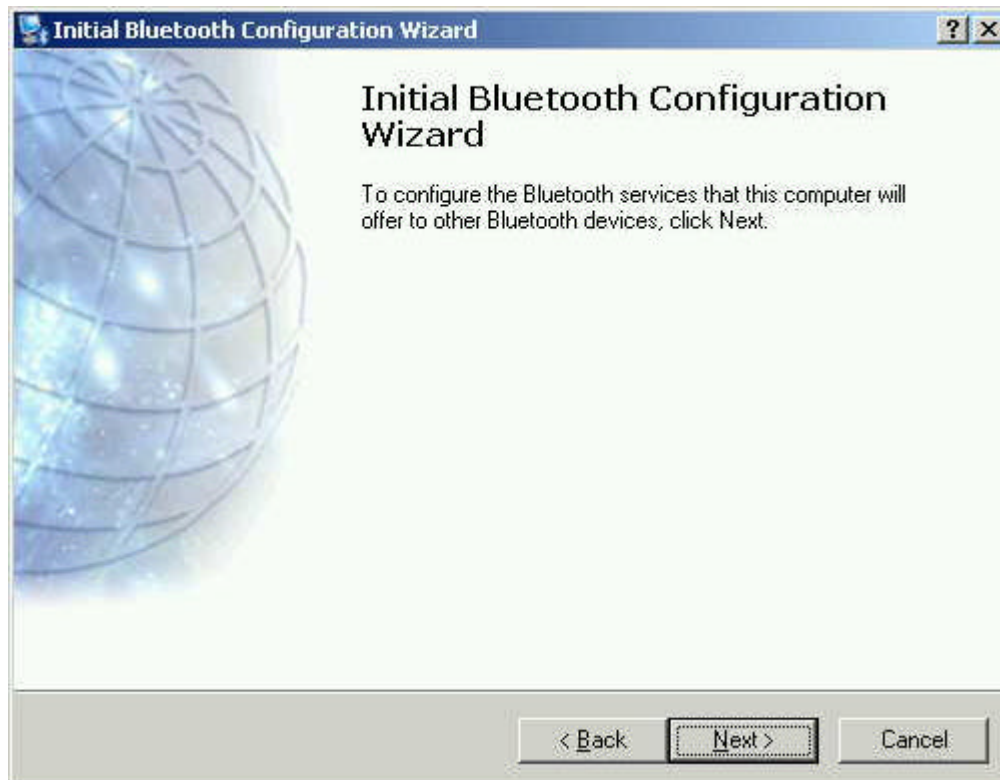 Initial Bluetooth Configuration Wizard
Initial Bluetooth Configuration
Wizard
To configure the Bluetooth services that this computer will
offer to other Bluetooth devices, click Next.
< Back Next > Cancel